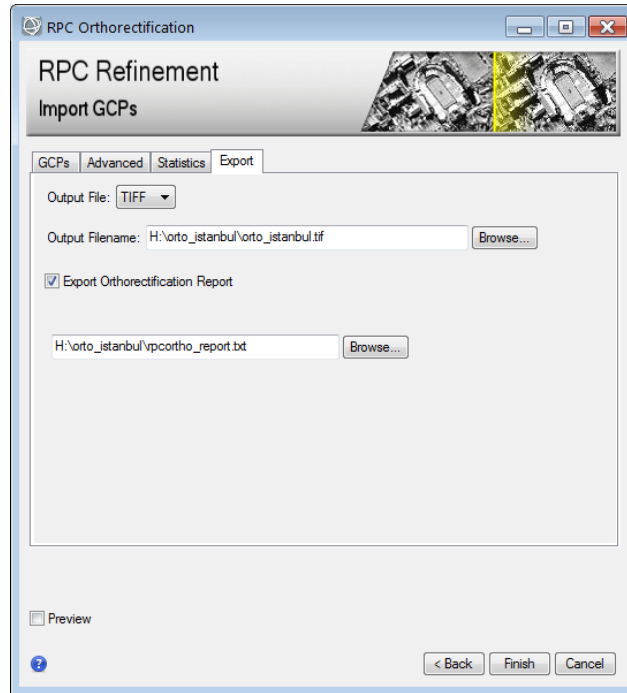 RPC Orthorectification
RPC Refinement
Import GCPs
GCPs Advanced Statistics Export
Output File: TIFF
Output Filename: H:\orto_istanbul\orto_istanbul.tif Browse...
Export Orthorectification Report
H:\orto_istanbul\rpcortho_report.txt Browse...
Preview
? < Back Finish Cancel